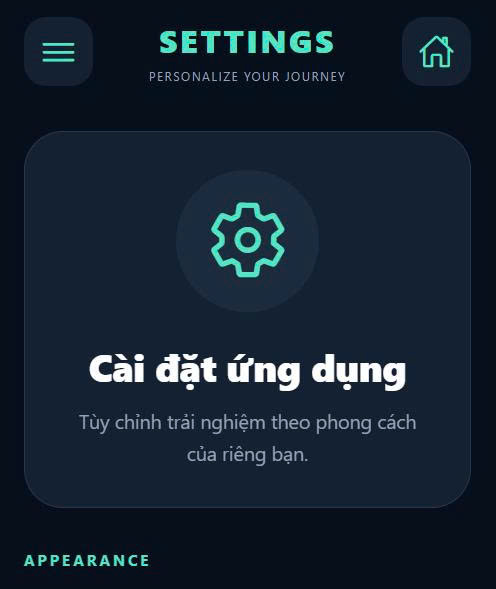 SETTINGS
PERSONALIZE YOUR JOURNEY
Cài đặt ứng dụng
Tùy chỉnh trải nghiệm theo phong cách
của riêng bạn.
APPEARANCE